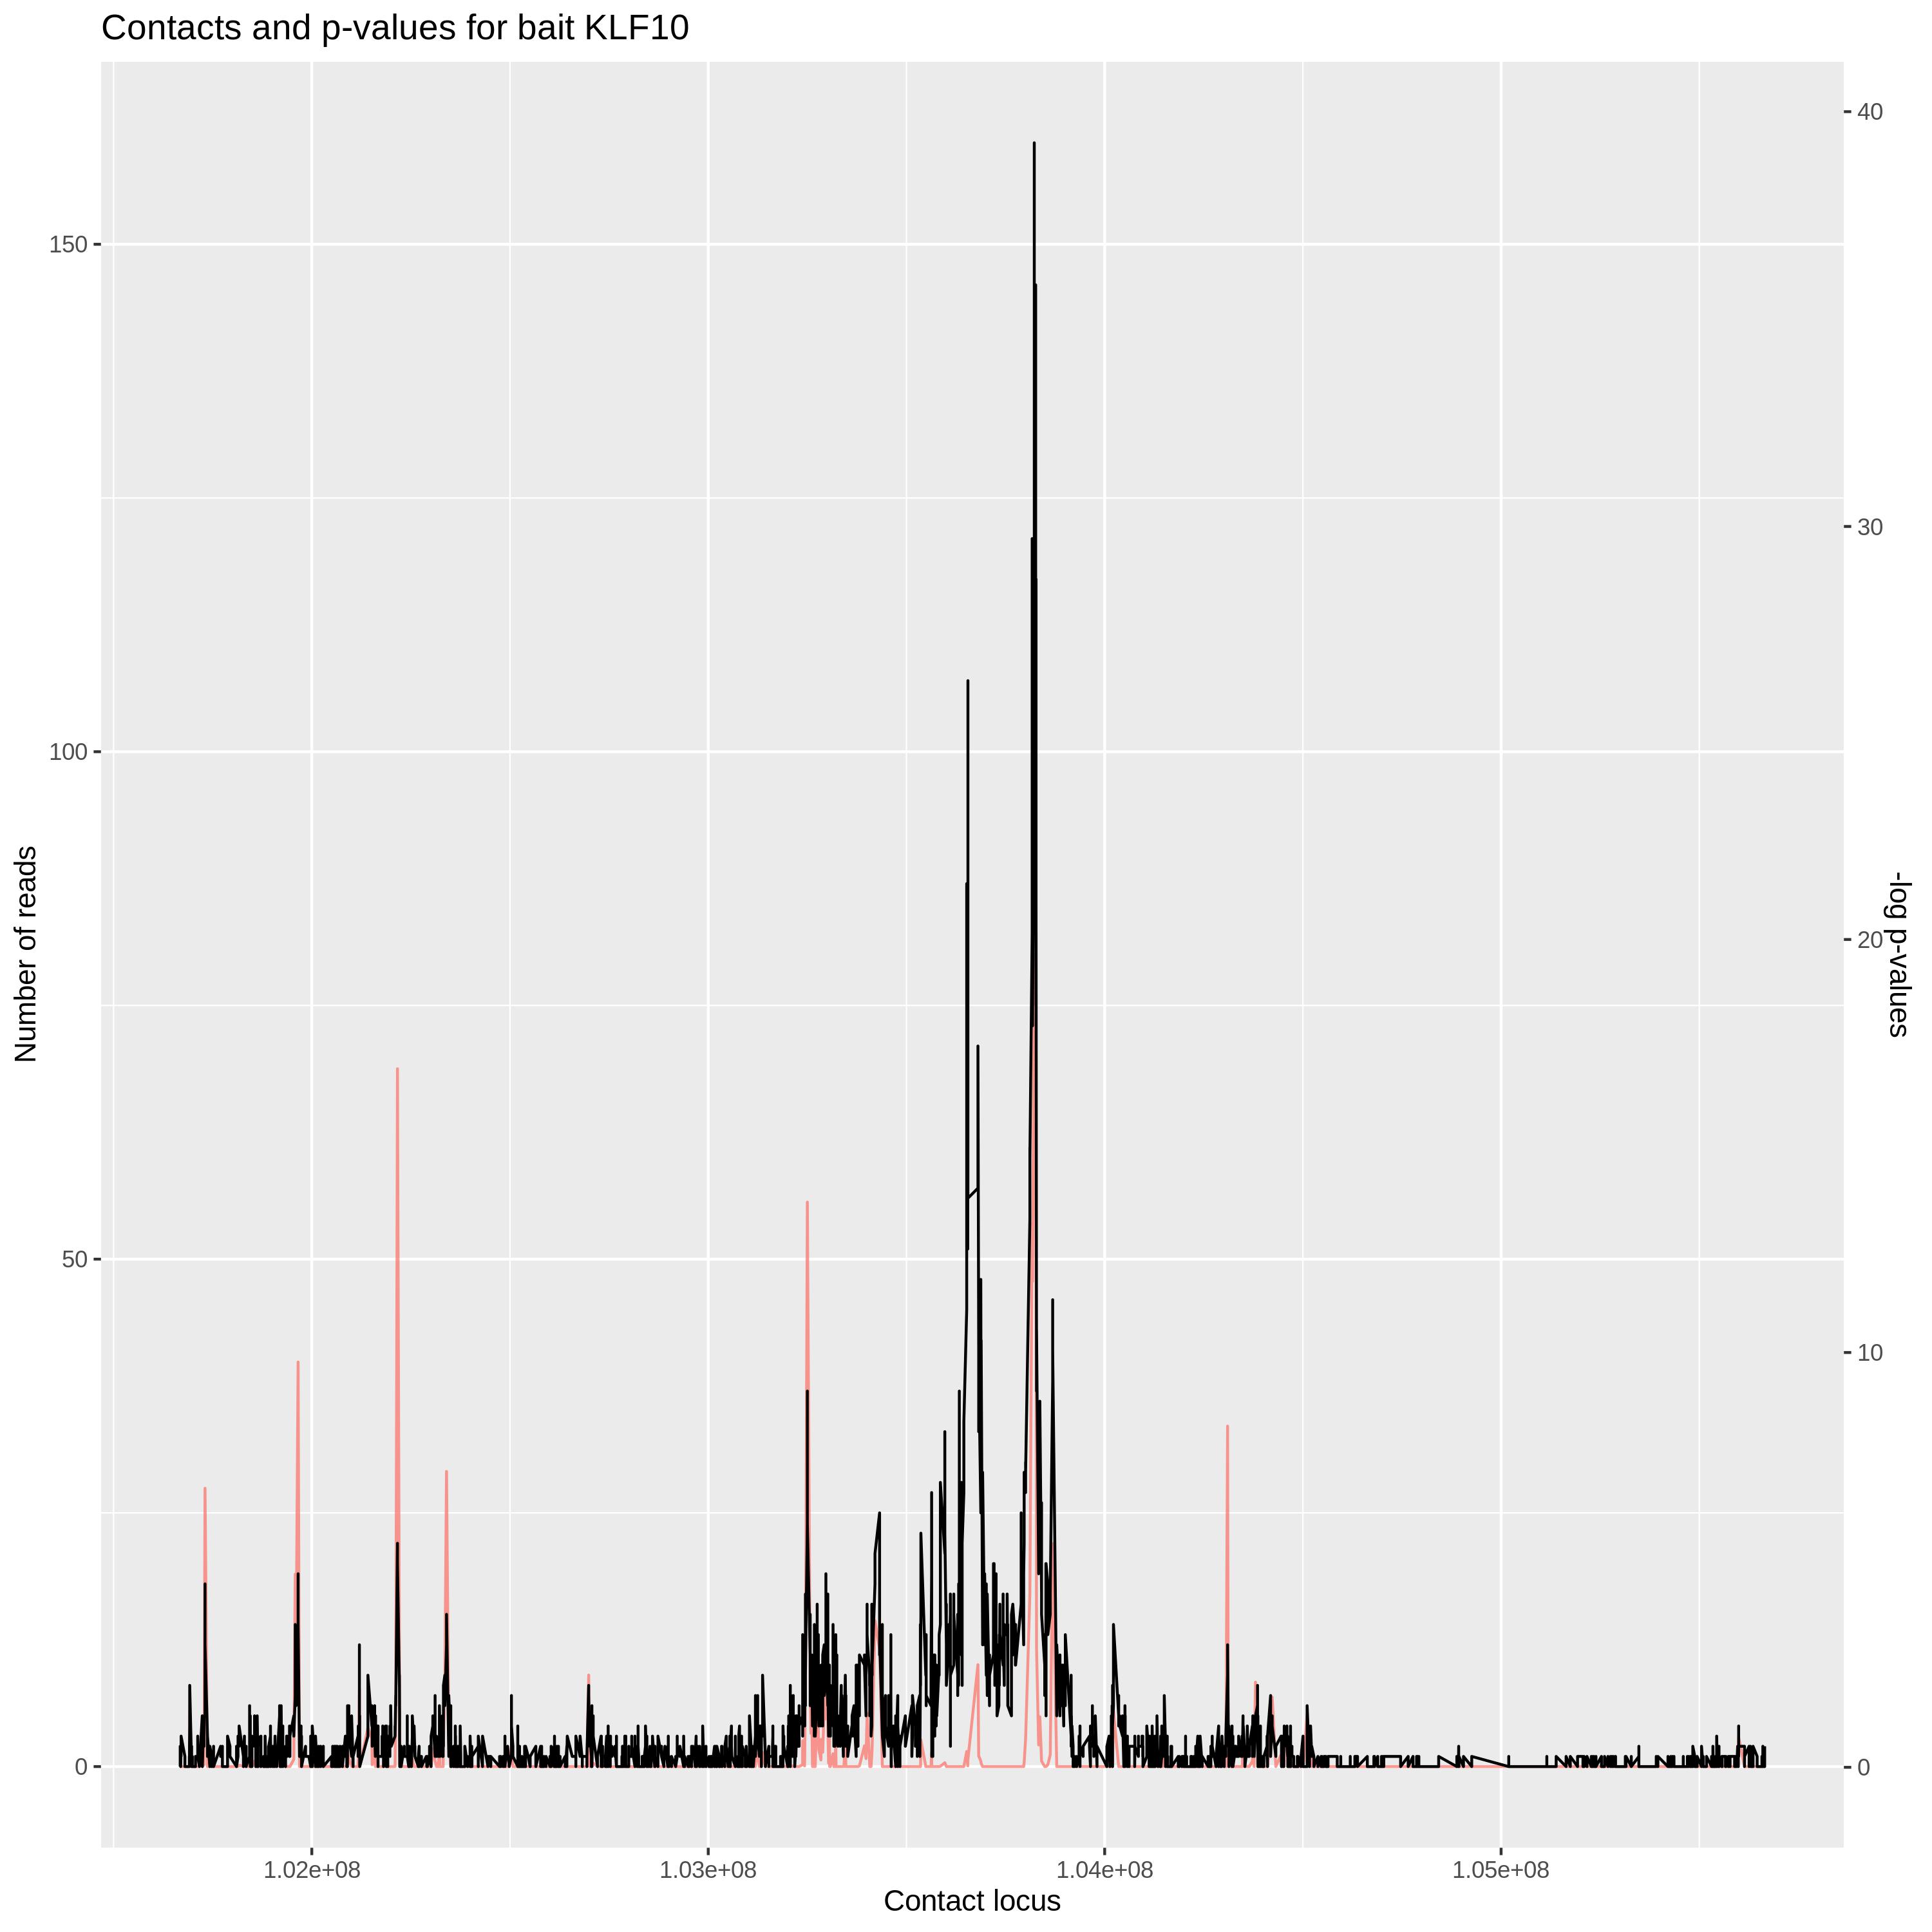 Contacts and p-values for bait KLF10
150
100
50
0
40
30
20
10
0
Number of reads
-log p-values
1.02e+08
1.03e+08
1.04e+08
1.05e+08
Contact locus